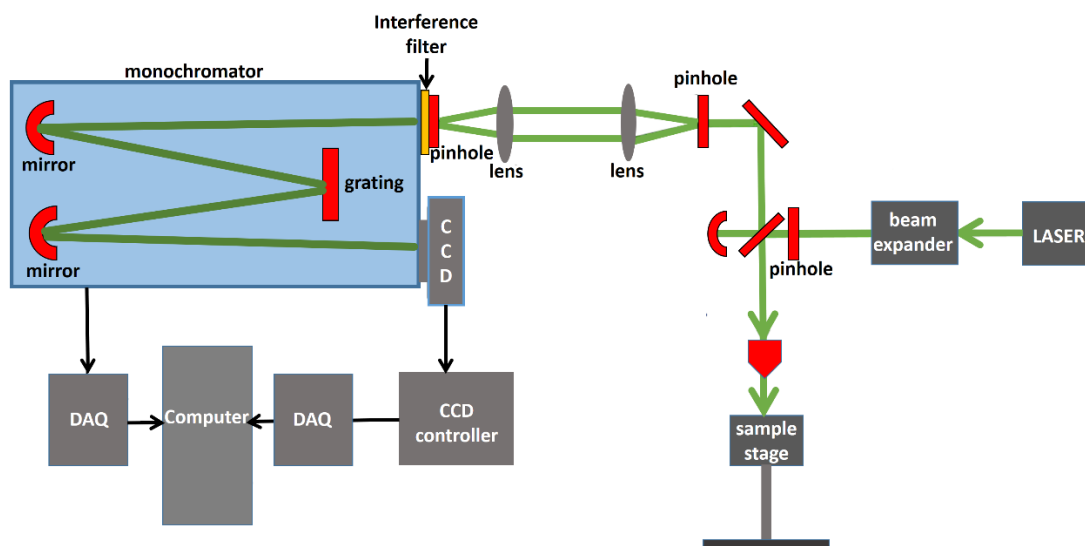 Interference
filter
monochromator
pinhole
mirror
grating
pinhole
lens
lens
mirror
C
C
D
beam
expander
LASER
pinhole
DAQ
Computer
DAQ
CCD
controller
sample
stage